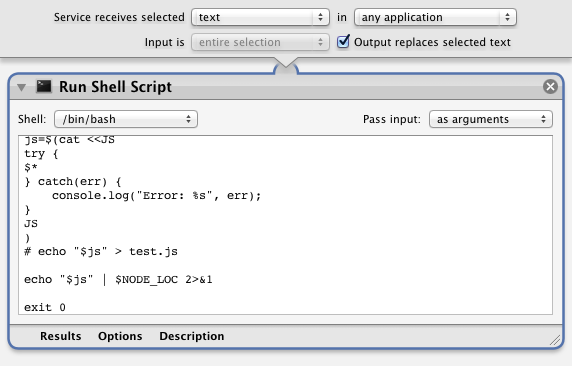 Service receives selected text in any application
Input is entire selection Output replaces selected text
Run Shell Script
Shell: /bin/bash Pass input: as arguments
js=$(cat <<JS
try {
$*
} catch(err) {
    console.log("Error: %s", err);
}
JS
)
# echo "$js" > test.js

echo "$js" | $NODE_LOC 2>&1

exit 0
Results Options Description